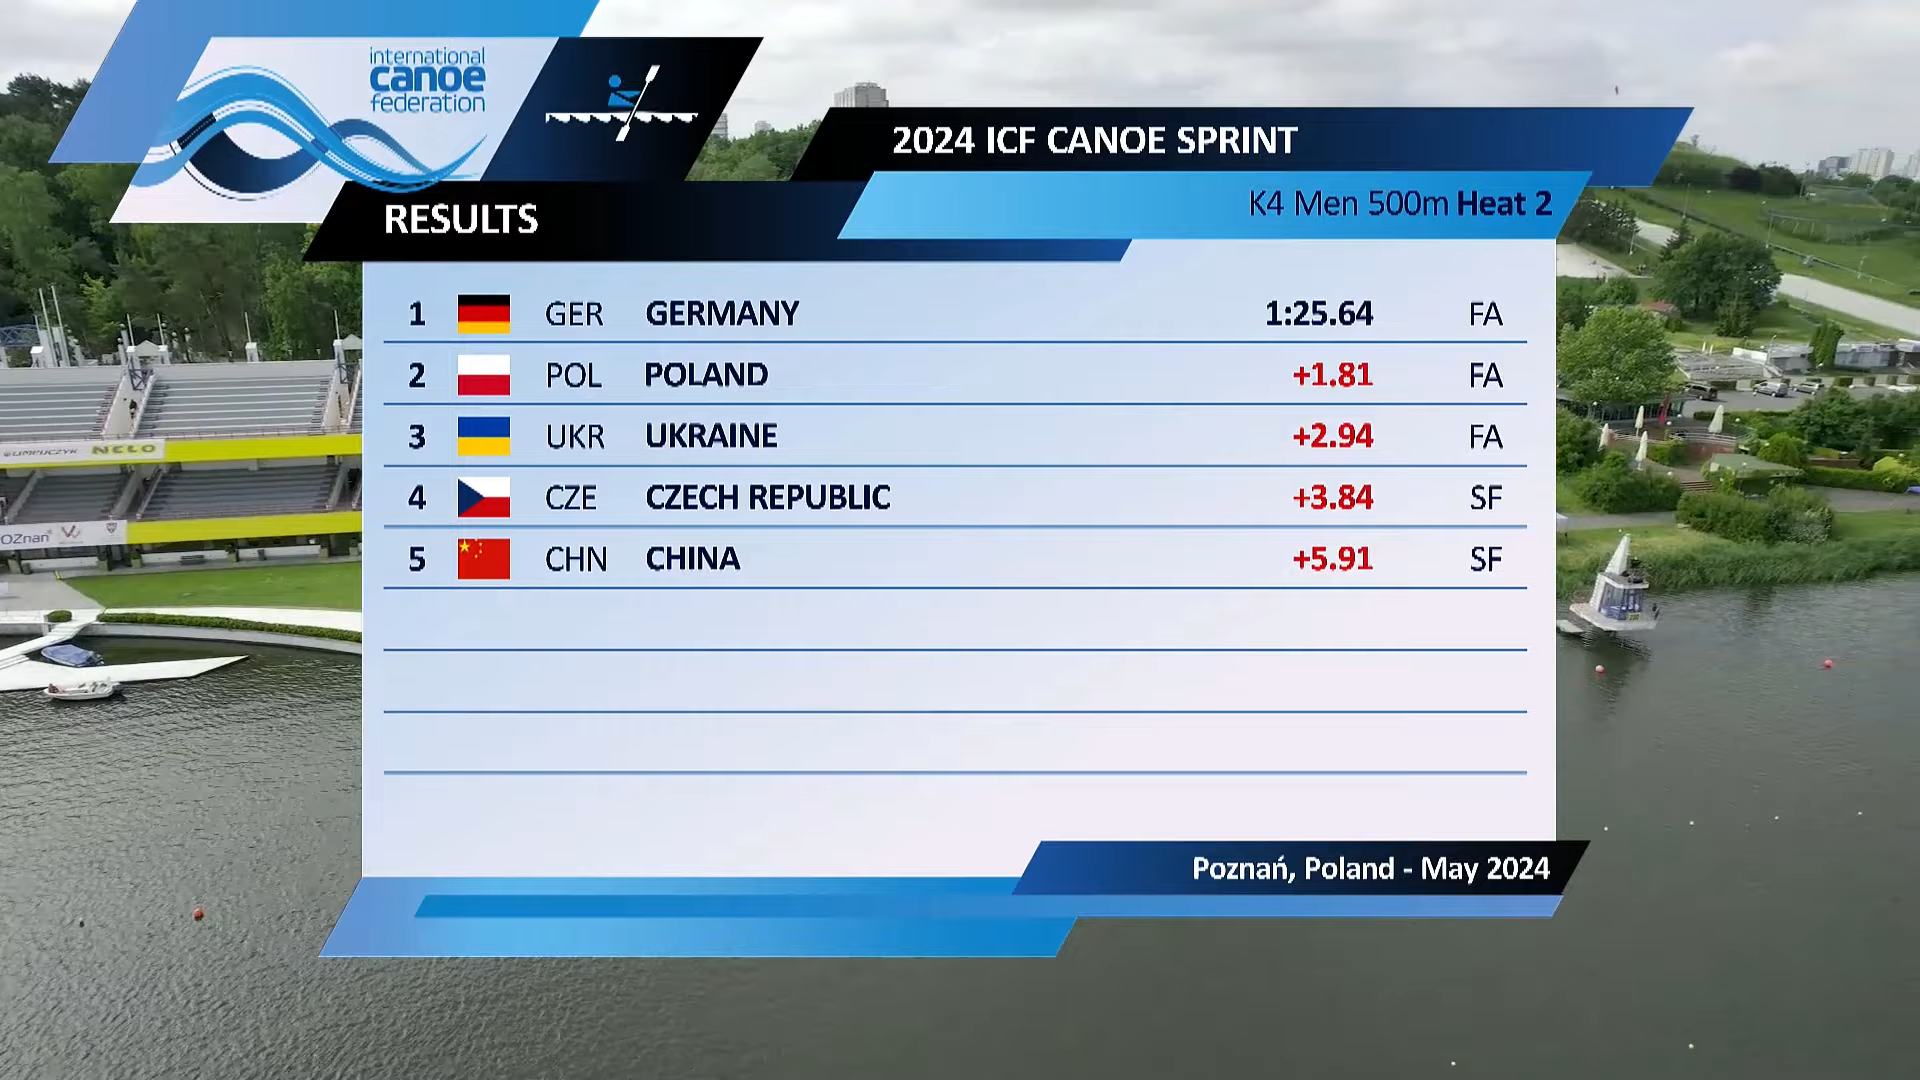 international
canoe
federation
2024 ICF CANOE SPRINT
K4 Men 500m Heat 2
RESULTS
1 GER GERMANY 1:25.64 FA
2 POL POLAND +1.81 FA
3 UKR UKRAINE +2.94 FA
4 CZE CZECH REPUBLIC +3.84 SF
5 CHN CHINA +5.91 SF
NELO
POZnan*
Poznań, Poland - May 2024